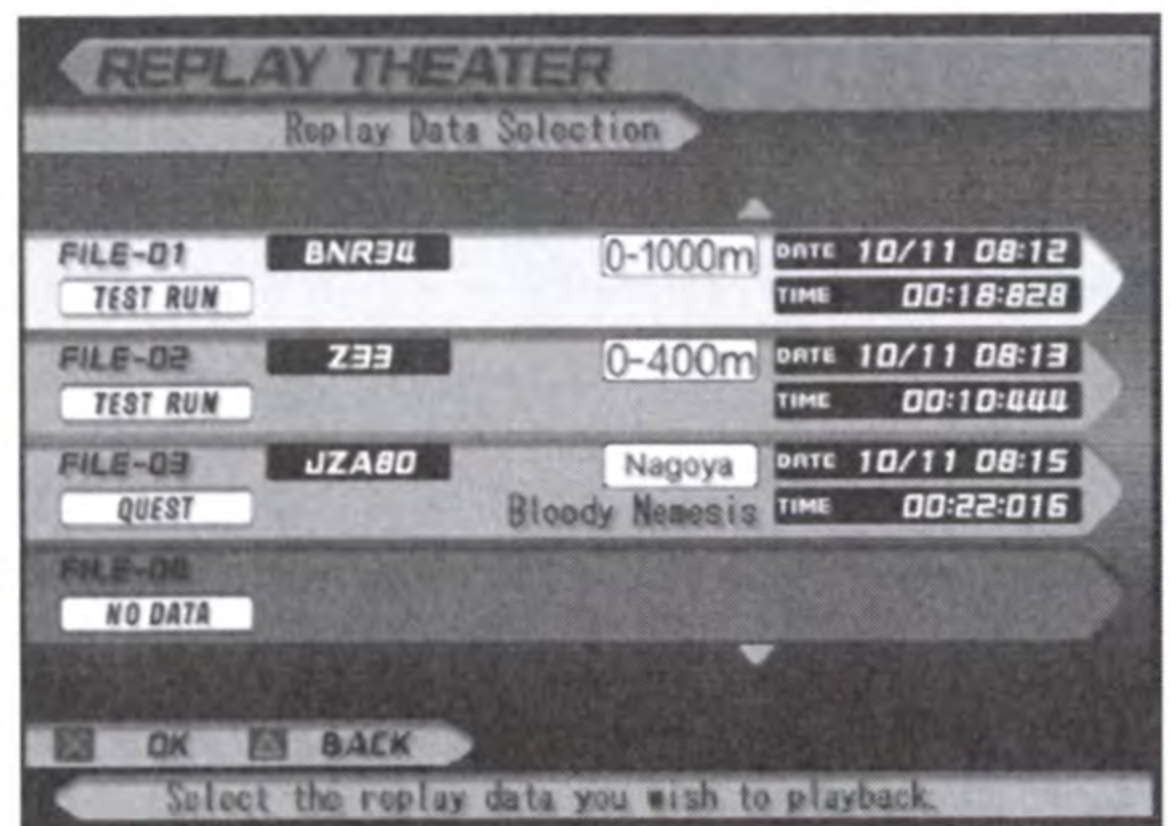 REPLAY THEATER
Replay Data Selection
FILE-01 BNR34 0-1000m DATE 10/11 08:12
TEST RUN TIME 00:18:828
FILE-02 Z33 0-400m DATE 10/11 08:13
TEST RUN TIME 00:10:444
FILE-03 JZA80 Nagoya DATE 10/11 08:15
QUEST Bloody Nemesis TIME 00:22:016
FILE-04
NO DATA
OK BACK
Select the replay data you wish to playback.